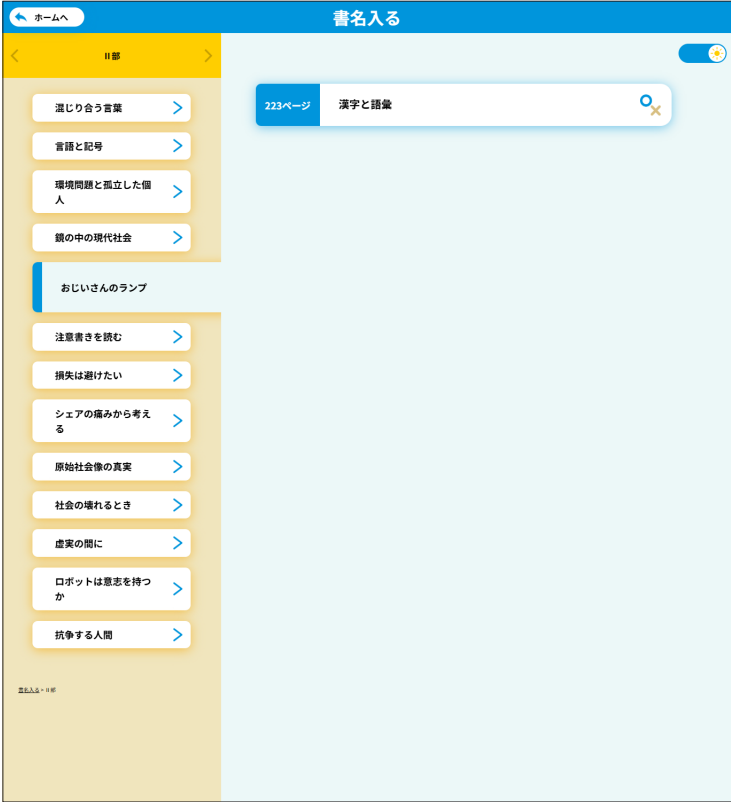 ホームへ
書名入る
II部
混じり合う言葉
言語と記号
環境問題と孤立した個
人
鏡の中の現代社会
おじいさんのランプ
注意書きを読む
損失は避けたい
シェアの痛みから考え
る
原始社会像の真実
社会の壊れるとき
虚実の間に
ロボットは意志を持つ
か
抗争する人間
書名入る > II部
223ページ
漢字と語彙